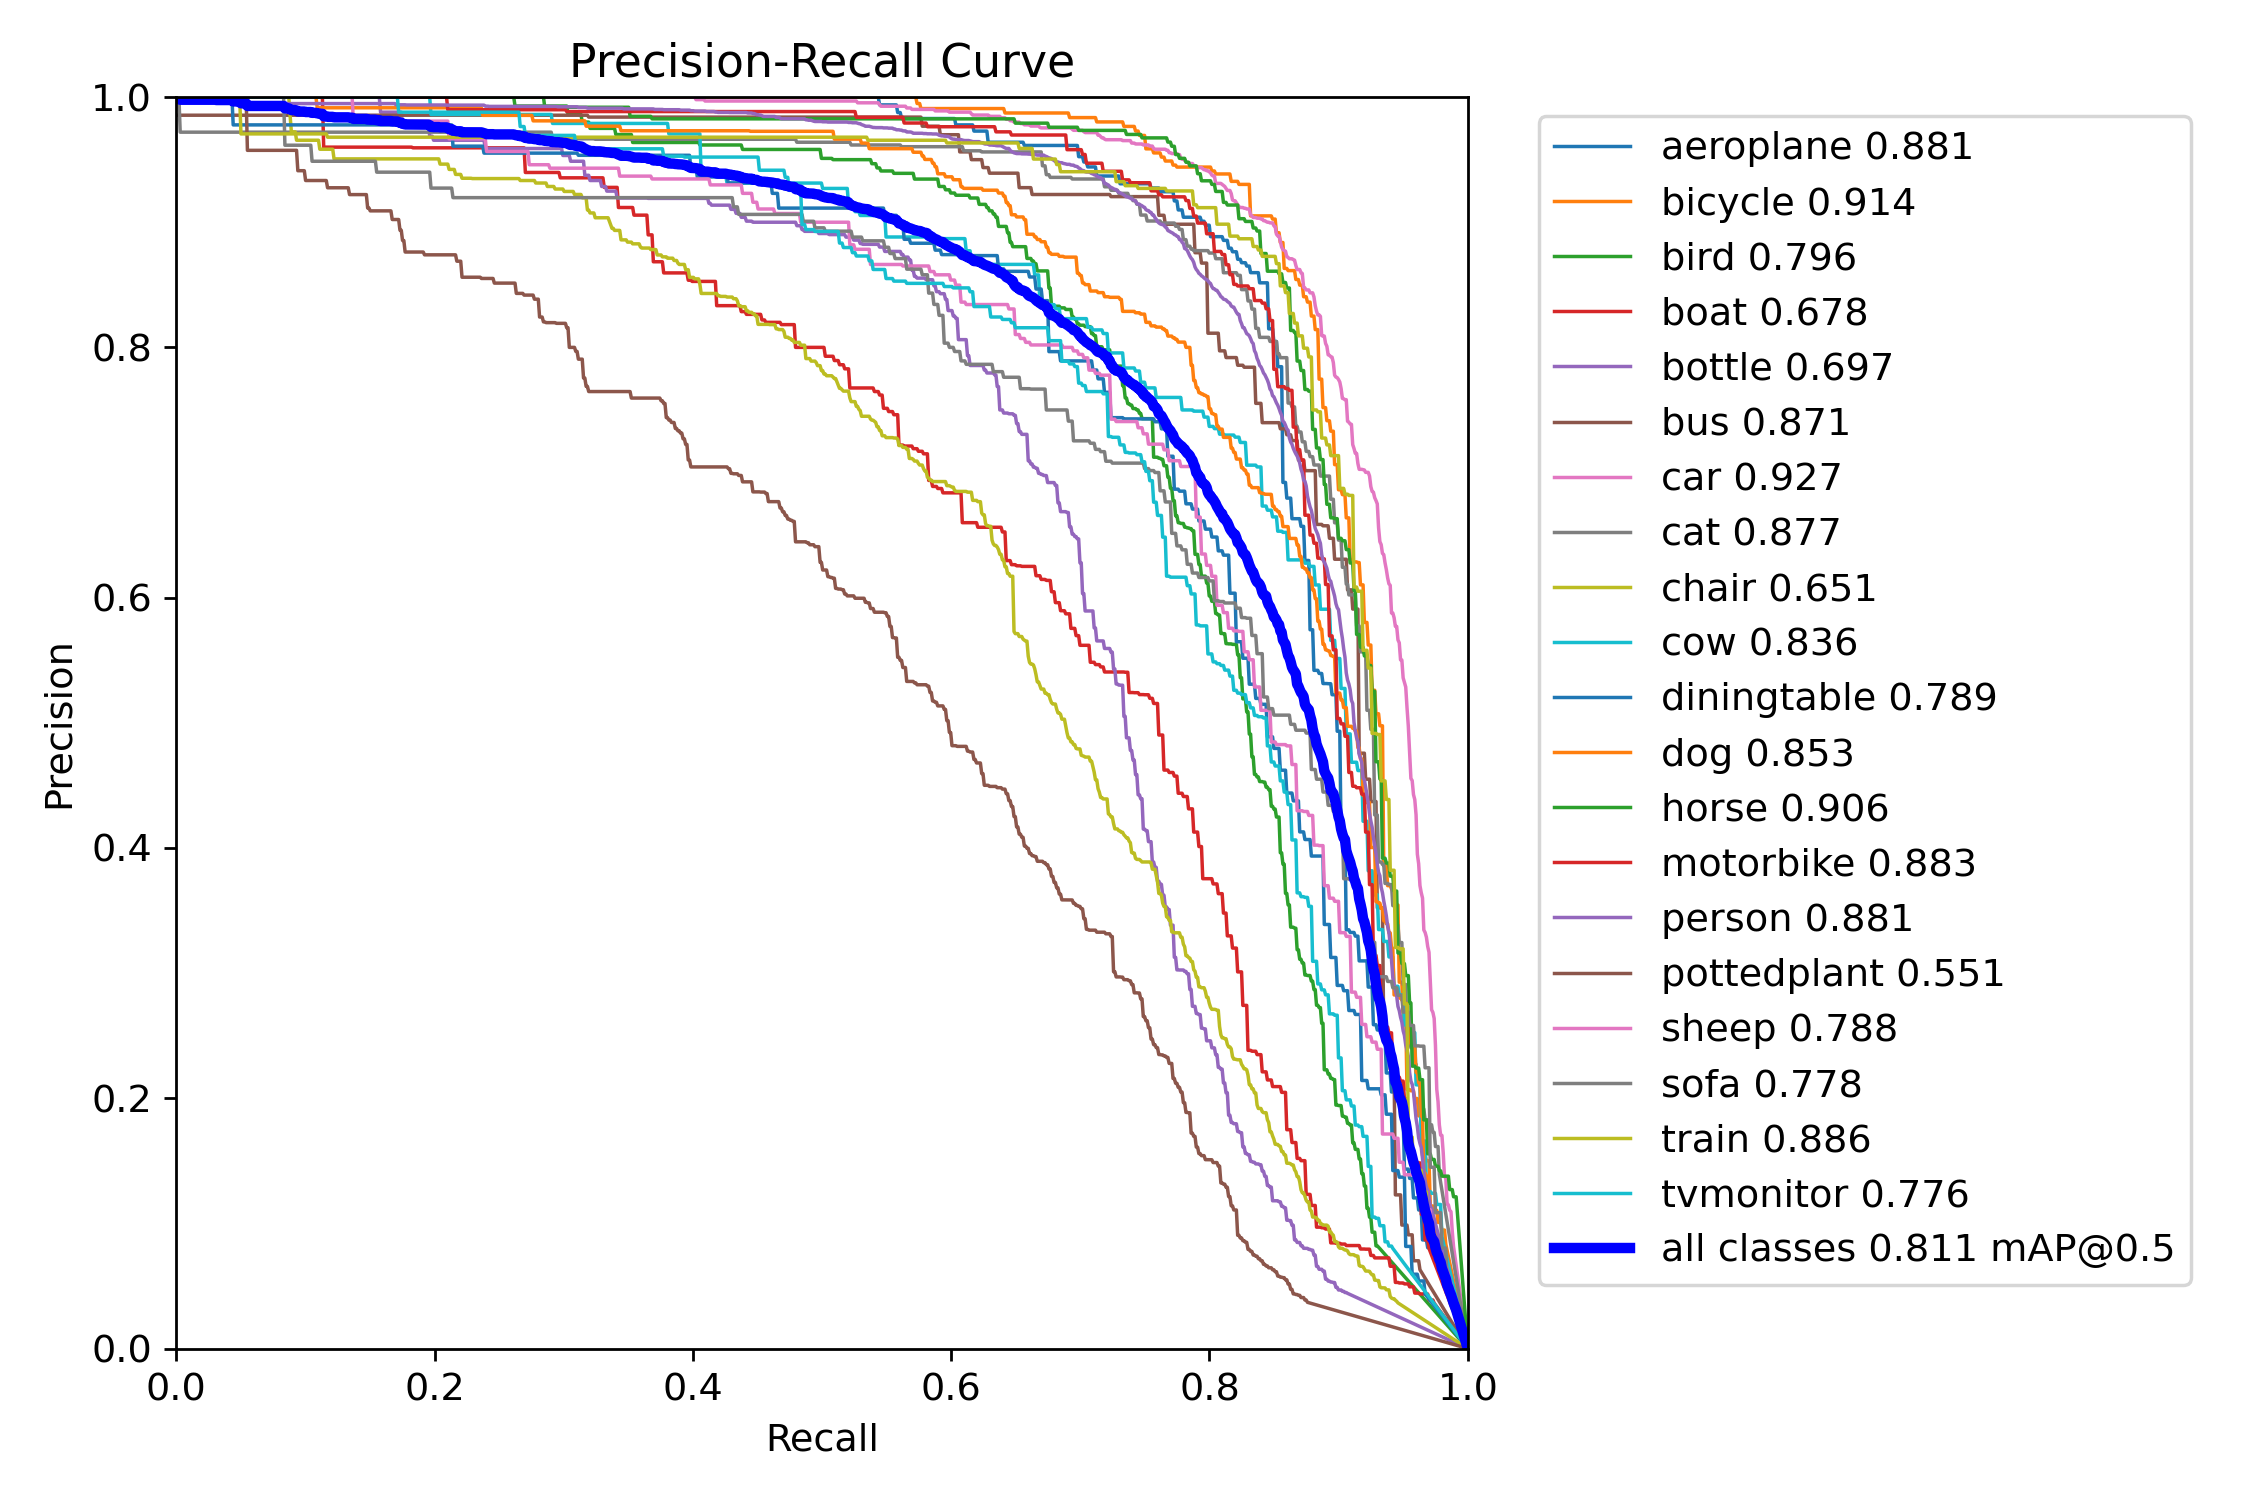 Precision-Recall Curve
1.0
0.8
0.6
0.4
0.2
0.0
Precision
0.0 0.2 0.4 0.6 0.8 1.0
Recall
aeroplane 0.881
bicycle 0.914
bird 0.796
boat 0.678
bottle 0.697
bus 0.871
car 0.927
cat 0.877
chair 0.651
cow 0.836
diningtable 0.789
dog 0.853
horse 0.906
motorbike 0.883
person 0.881
pottedplant 0.551
sheep 0.788
sofa 0.778
train 0.886
tvmonitor 0.776
all classes 0.811 mAP@0.5